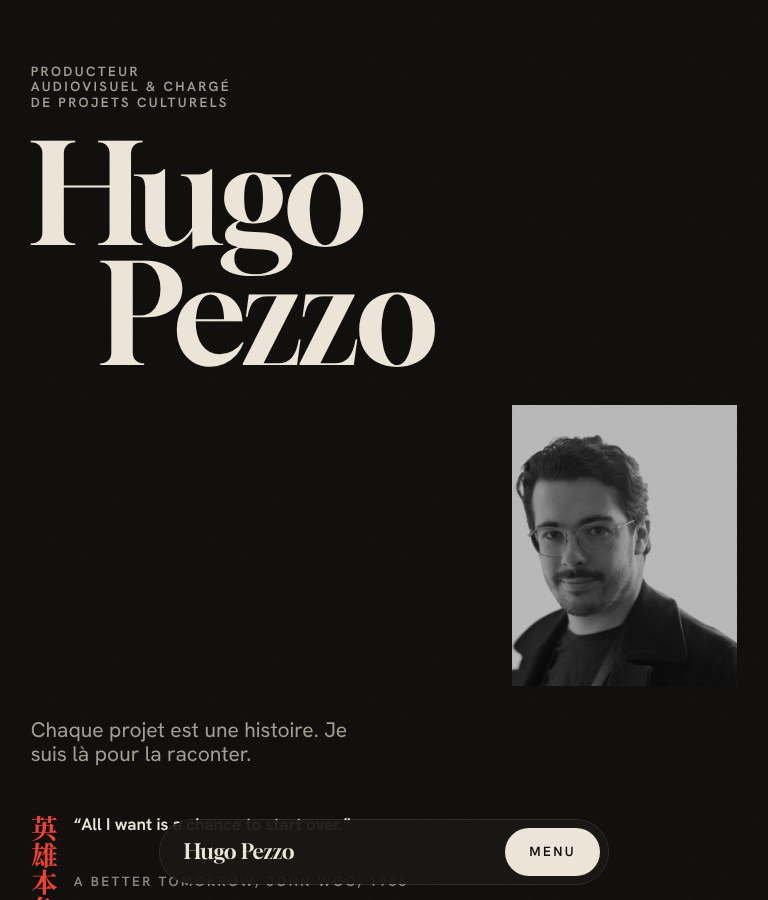 PRODUCTEUR
AUDIOVISUEL & CHARGÉ
DE PROJETS CULTURELS
Hugo
Pezzo
Chaque projet est une histoire. Je
suis là pour la raconter.
英雄本
“All I want is a chance to start over.”
A BETTER TOMORROW, JOHN WOO, 1986
Hugo Pezzo
MENU